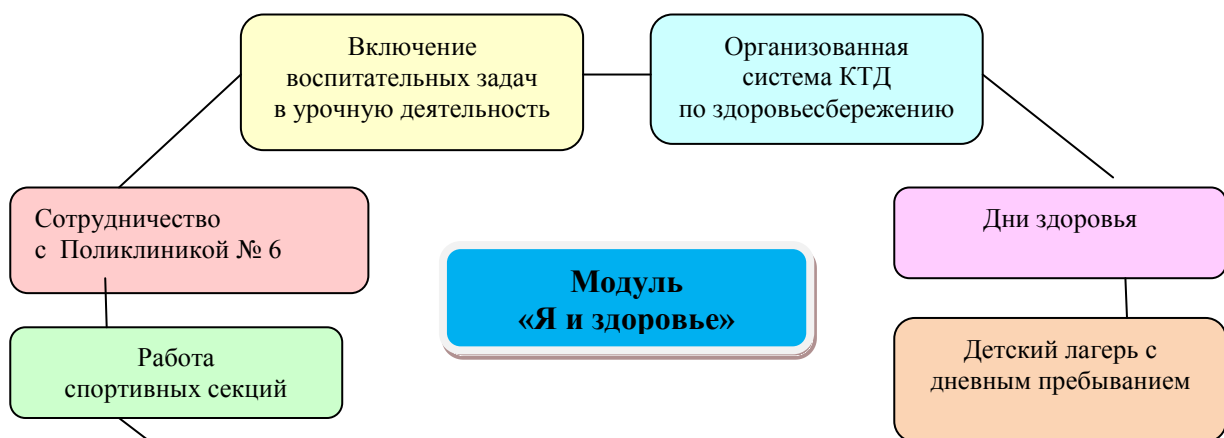 Включение
воспитательных задач
в урочную деятельность
Организованная
система КТД
по здоровьесбережению
Сотрудничество
с Поликлиникой № 6
Дни здоровья
Модуль
«Я и здоровье»
Работа
спортивных секций
Детский лагерь с
дневным пребыванием